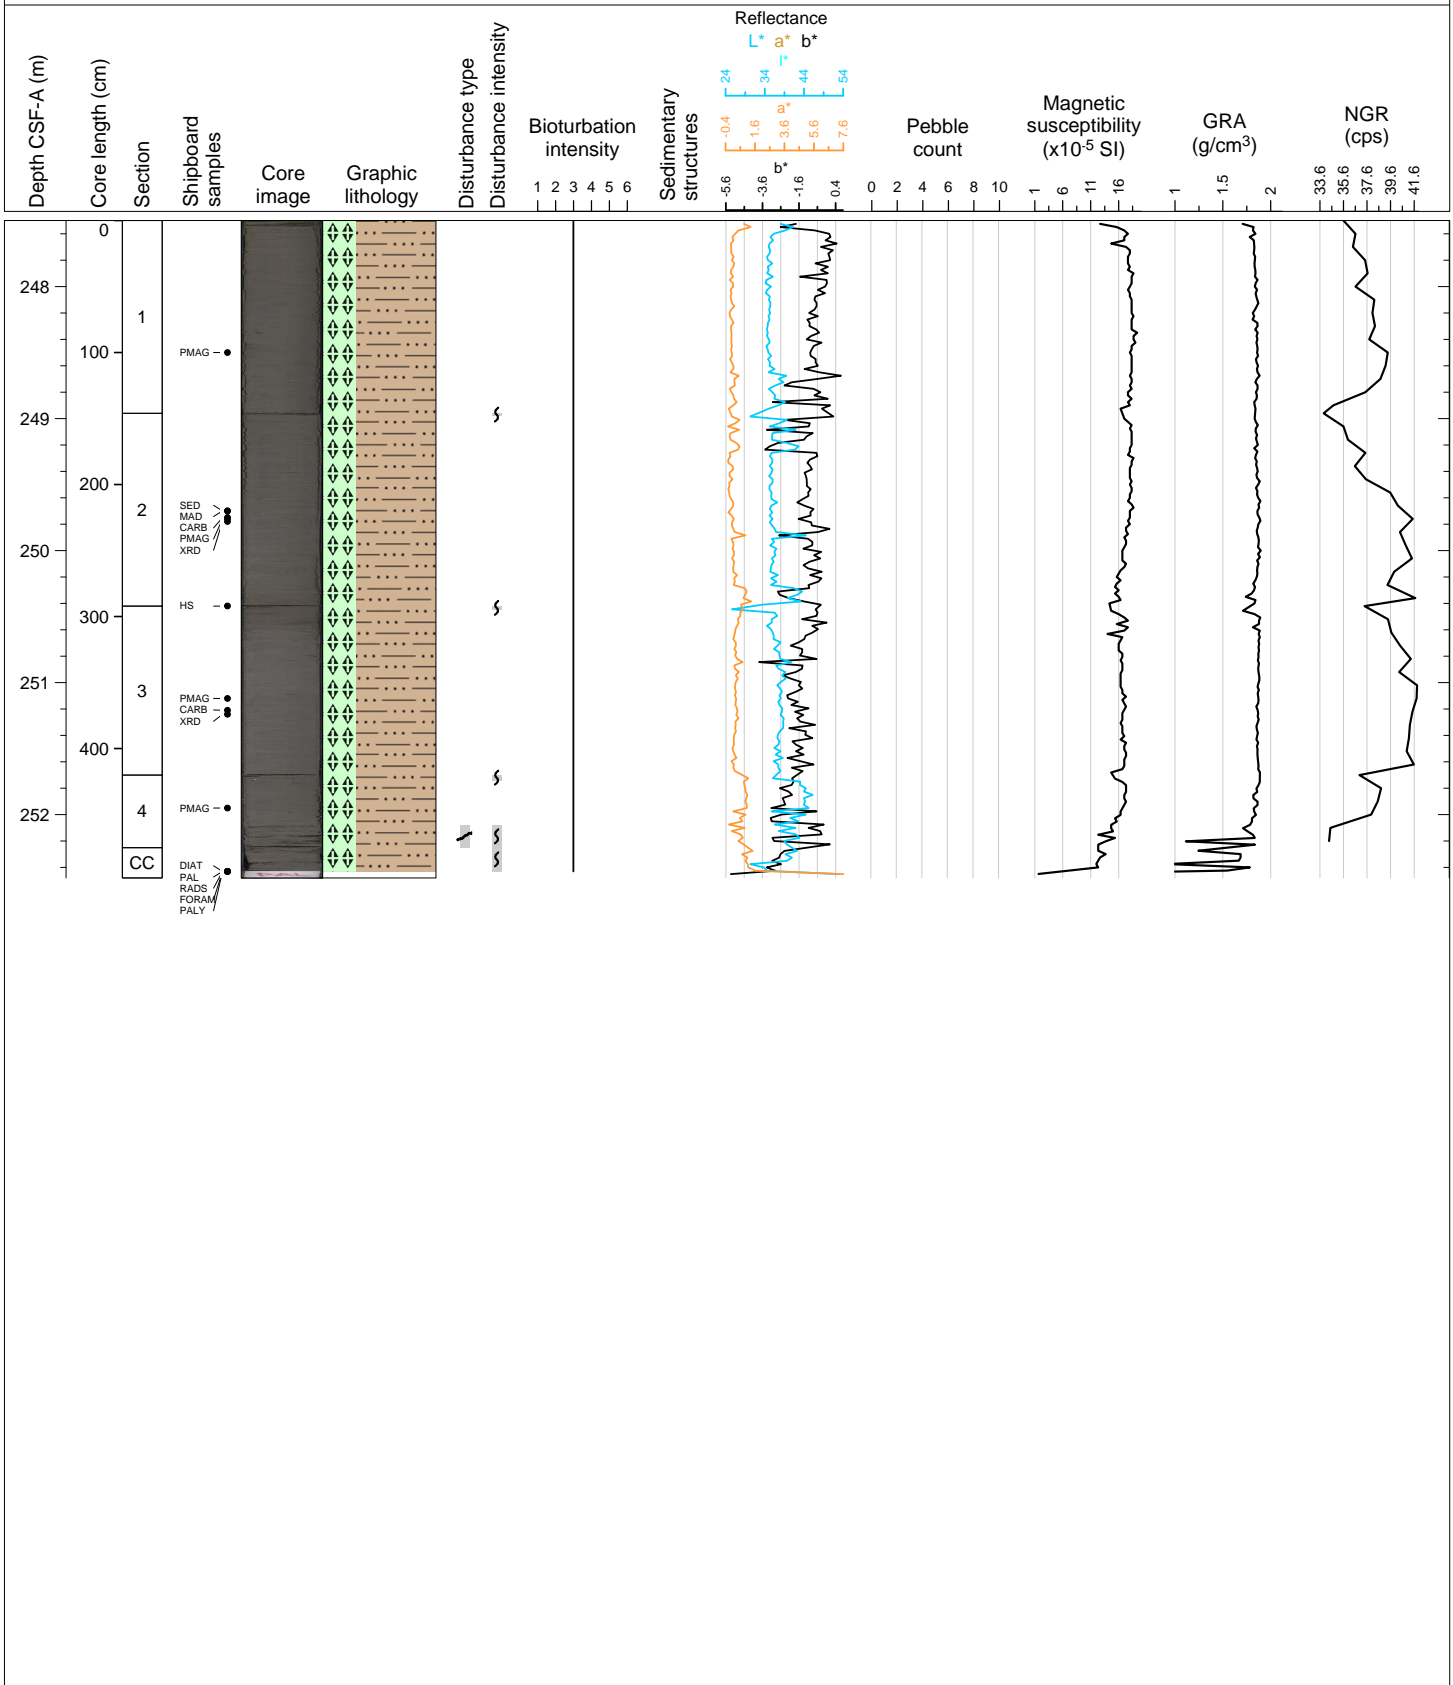 Depth CSF-A (m)
Core length (cm)
Section
Shipboard
samples
Core
image
Graphic
lithology
Disturbance type
Disturbance intensity
Bioturbation
intensity
1 2 3 4 5 6
Sedimentary
structures
Reflectance
L* a* b*
l*
24 34 44 54
a*
-0.4 1.6 3.6 5.6 7.6
b*
-5.6 -3.6 -1.6 0.4
Pebble
count
0 2 4 6 8 10
Magnetic
susceptibility
(x10-5 SI)
1 6 11 16
GRA
(g/cm3)
1 1.5 2
NGR
(cps)
33.6 35.6 37.6 39.6 41.6
0
248
1
100
PMAG
249
200
SED
2
MAD
CARB
PMAG
250
XRD
HS
300
251
3
PMAG
CARB
XRD
400
252
4
PMAG
CC
DIAT
PAL
RADS
FORAM
PALY